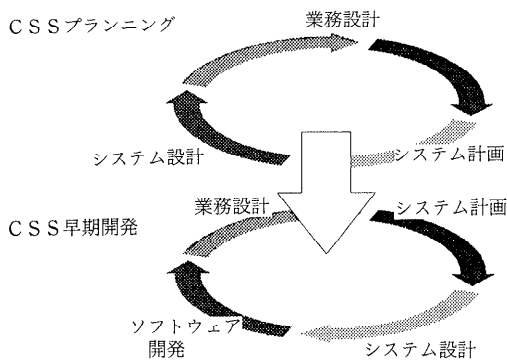 CSSプランニング
業務設計
システム設計
システム計画
CSS早期開発
業務設計
システム計画
ソフトウェア
開発
システム設計